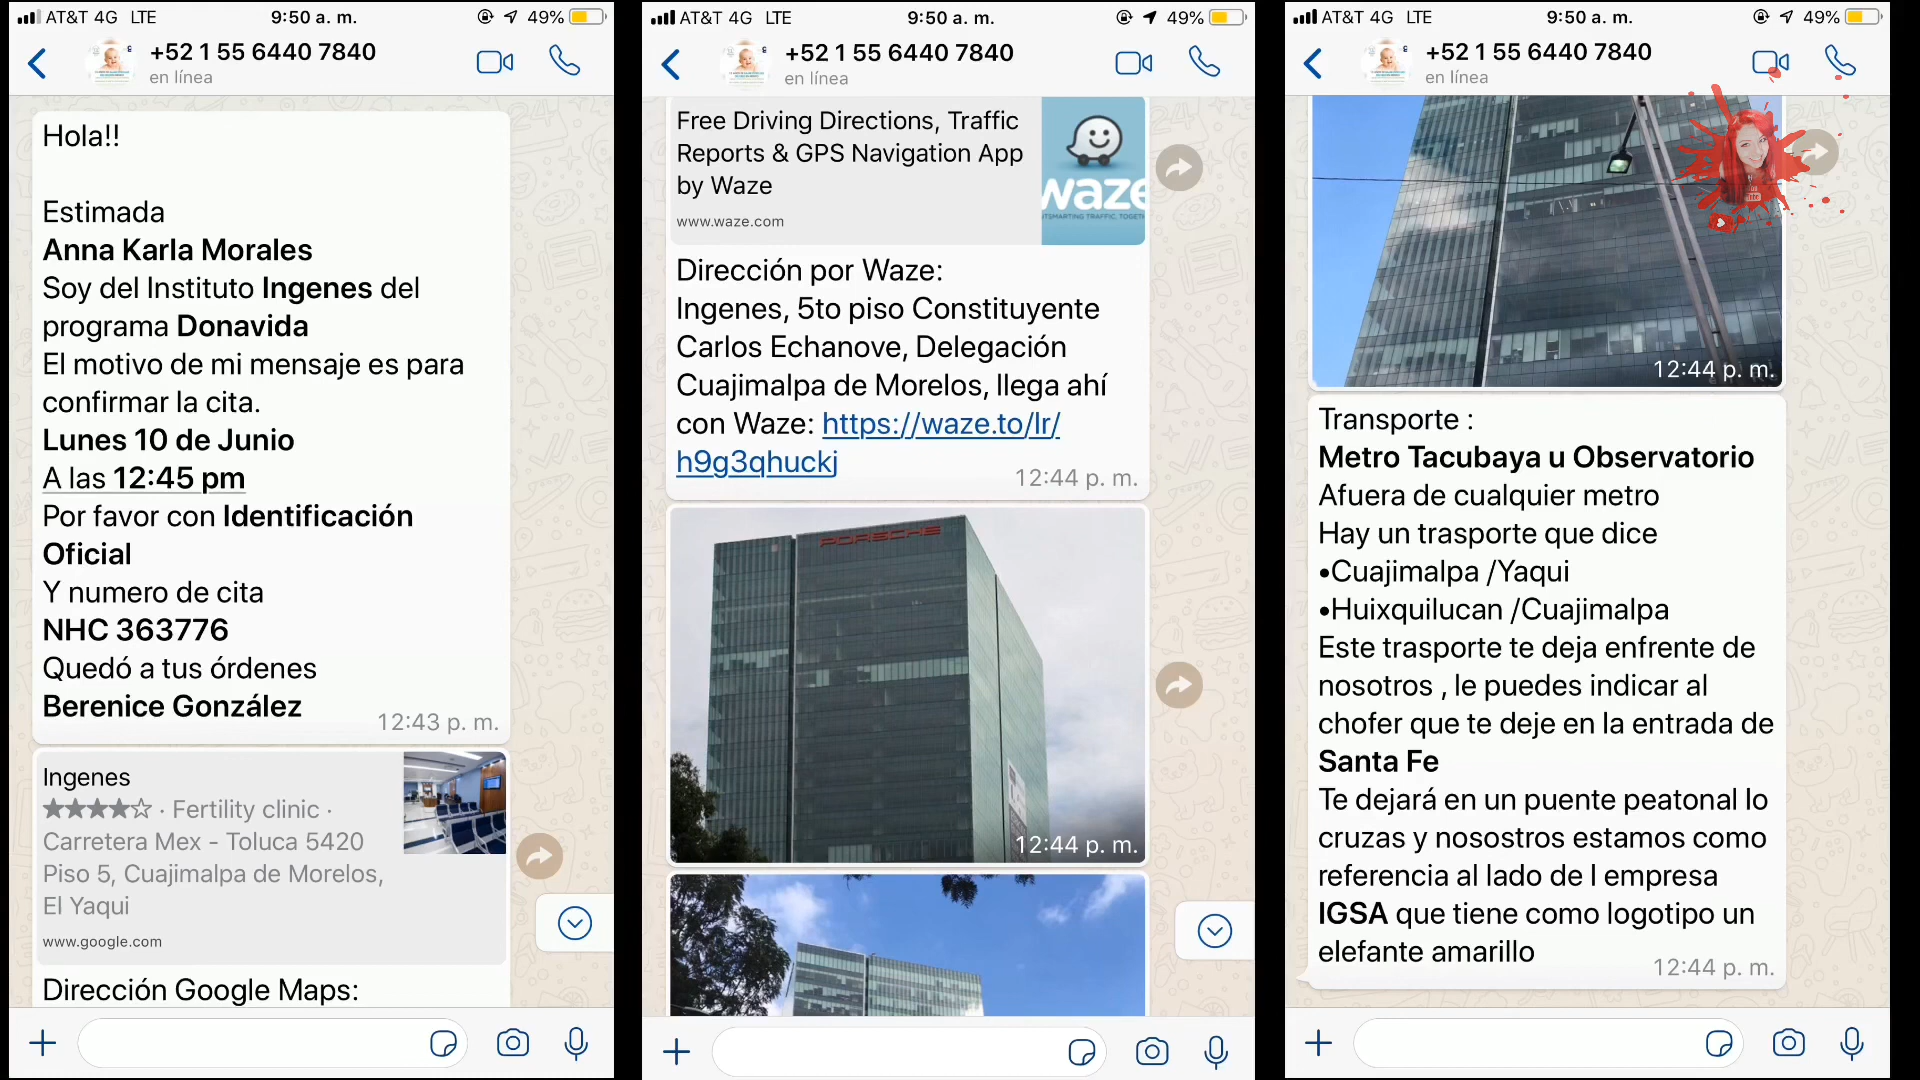 AT&T 4G LTE 9:50 a. m. 49%
+52 1 55 6440 7840
en línea
Hola!!
Estimada
Anna Karla Morales
Soy del Instituto Ingenes del
programa Donavida
El motivo de mi mensaje es para
confirmar la cita.
Lunes 10 de Junio
A las 12:45 pm
Por favor con Identificación
Oficial
Y numero de cita
NHC 363776
Quedó a tus órdenes
Berenice González
12:43 p. m.
Ingenes
★★★★☆ · Fertility clinic ·
Carretera Mex - Toluca 5420
Piso 5, Cuajimalpa de Morelos,
El Yaqui
www.google.com
Dirección Google Maps:
AT&T 4G LTE 9:50 a. m. 49%
+52 1 55 6440 7840
en línea
Free Driving Directions, Traffic
Reports & GPS Navigation App
by Waze
www.waze.com
waze
Dirección por Waze:
Ingenes, 5to piso Constituyente
Carlos Echanove, Delegación
Cuajimalpa de Morelos, llega ahí
con Waze: https://waze.to/lr/
h9g3qhuckj
12:44 p. m.
PORSCHE
12:44 p. m.
AT&T 4G LTE 9:50 a. m. 49%
+52 1 55 6440 7840
en línea
12:44 p. m.
Transporte :
Metro Tacubaya u Observatorio
Afuera de cualquier metro
Hay un trasporte que dice
•Cuajimalpa /Yaqui
•Huixquilucan /Cuajimalpa
Este trasporte te deja enfrente de
nosotros , le puedes indicar al
chofer que te deje en la entrada de
Santa Fe
Te dejará en un puente peatonal lo
cruzas y nosostros estamos como
referencia al lado de l empresa
IGSA que tiene como logotipo un
elefante amarillo
12:44 p. m.